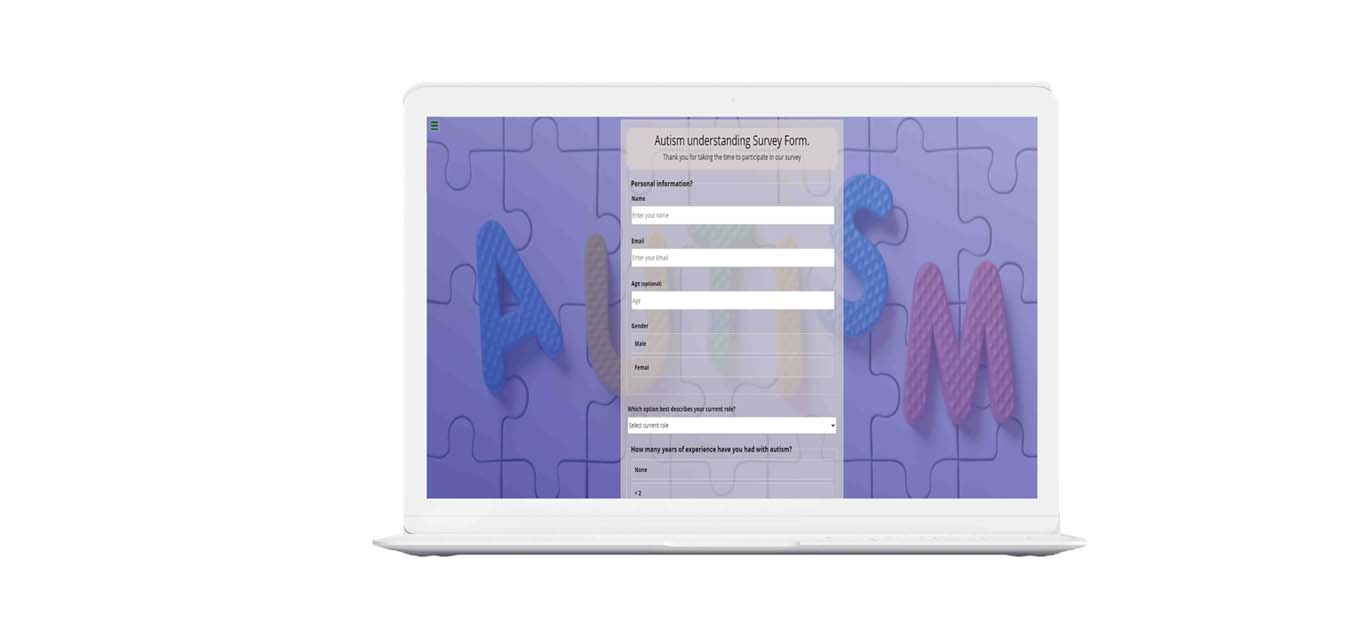 Autism understanding Survey Form.
Thank you for taking the time to participate in our survey
Personal information?
Name
Enter your name
Email
Enter your Email
Age (optional)
Age
Gender
Male
Femal
Which option best describes your current role?
Select current role
How many years of experience have you had with autism?
None
< 2
AUTISM